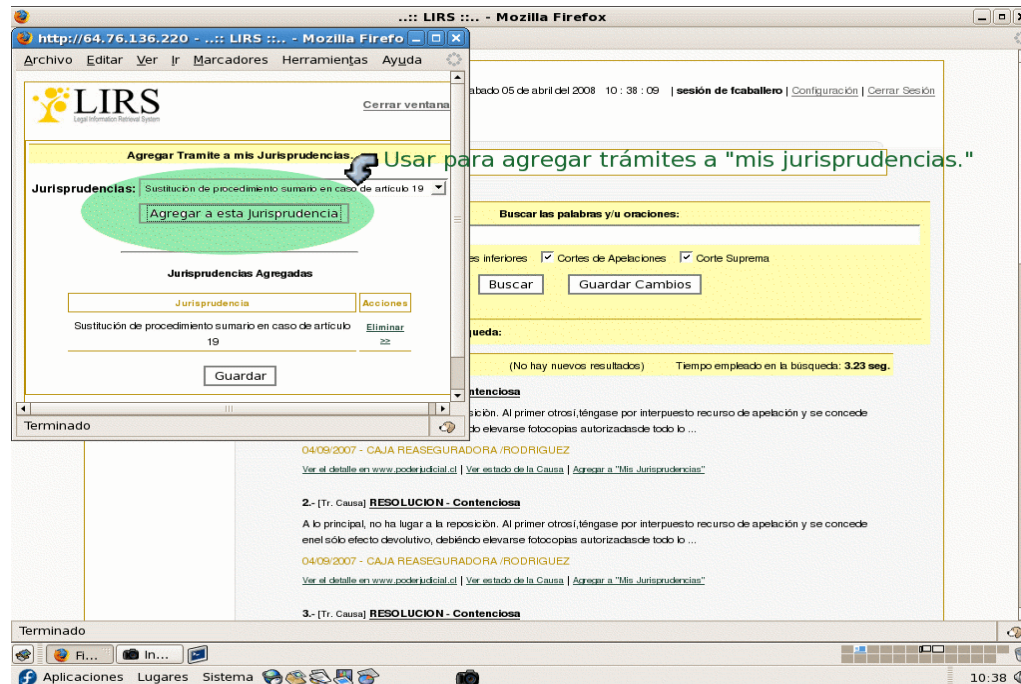 ..:: LIRS ::.. - Mozilla Firefox
http://64.76.136.220 - ..:: LIRS ::.. - Mozilla Firefo
Archivo Editar Ver Ir Marcadores Herramientas Ayuda
LIRS
Legal Information Retrieval System
Cerrar ventana
Agregar Tramite a mis Jurisprudencias.
Jurisprudencias: Sustitución de procedimiento sumario en caso de artículo 19
Agregar a esta Jurisprudencia
Jurisprudencias Agregadas
Jurisprudencia Acciones
Sustitución de procedimiento sumario en caso de artículo 19
Eliminar >>
Guardar
Terminado
abado 05 de abril del 2008 10 : 38 : 09 | sesión de fcaballero | Configuración | Cerrar Sesión
Usar para agregar trámites a "mis jurisprudencias."
Buscar las palabras y/u oraciones:
es inferiores Cortes de Apelaciones Corte Suprema
Buscar Guardar Cambios
queda:
(No hay nuevos resultados) Tiempo empleado en la búsqueda: 3.23 seg.
ntenciosa
sición. Al primer otrosí,téngase por interpuesto recurso de apelación y se concede
do elevarse fotocopias autorizadasde todo lo ...
04/09/2007 - CAJA REASEGURADORA /RODRIGUEZ
Ver el detalle en www.poderjudicial.cl | Ver estado de la Causa | Agregar a "Mis Jurisprudencias"
2.- [Tr. Causa] RESOLUCION - Contenciosa
A lo principal, no ha lugar a la reposición. Al primer otrosí,téngase por interpuesto recurso de apelación y se concede
enel sólo efecto devolutivo, debiéndo elevarse fotocopias autorizadasde todo lo ...
04/09/2007 - CAJA REASEGURADORA /RODRIGUEZ
Ver el detalle en www.poderjudicial.cl | Ver estado de la Causa | Agregar a "Mis Jurisprudencias"
3.- [Tr. Causa] RESOLUCION - Contenciosa
Terminado
Fi... In...
Aplicaciones Lugares Sistema 10:38